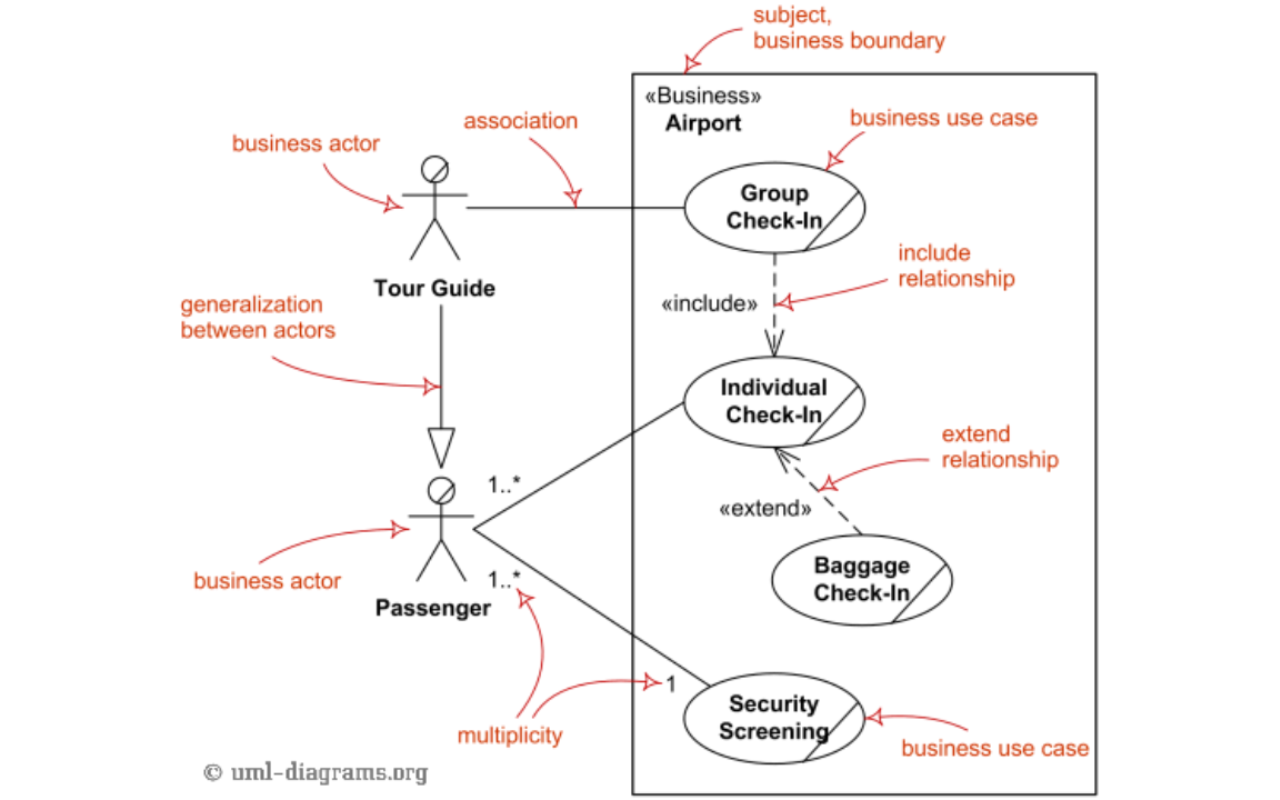 subject,
business boundary
«Business»
Airport
business use case
association
business actor
Group
Check-In
include
relationship
«include»
Tour Guide
generalization
between actors
Individual
Check-In
extend
relationship
1..*
«extend»
business actor
1..*
Passenger
Baggage
Check-In
1
multiplicity
Security
Screening
business use case
© uml-diagrams.org